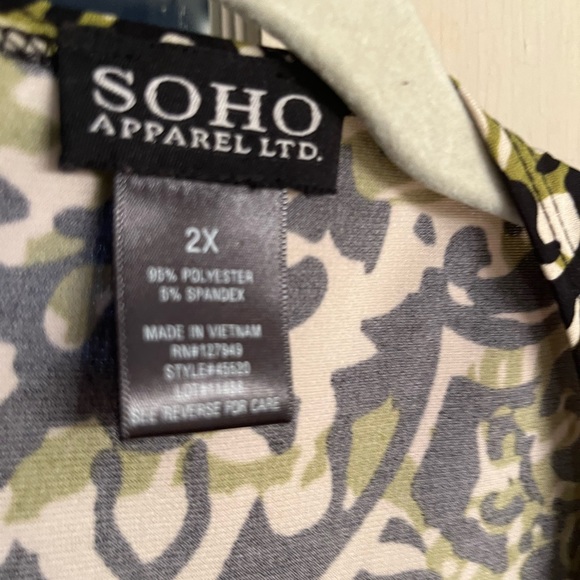 SOHO
APPAREL LTD.
2X
95% POLYESTER
5% SPANDEX
MADE IN VIETNAM
RN#127949
STYLE#45520
SEE REVERSE FOR CARE